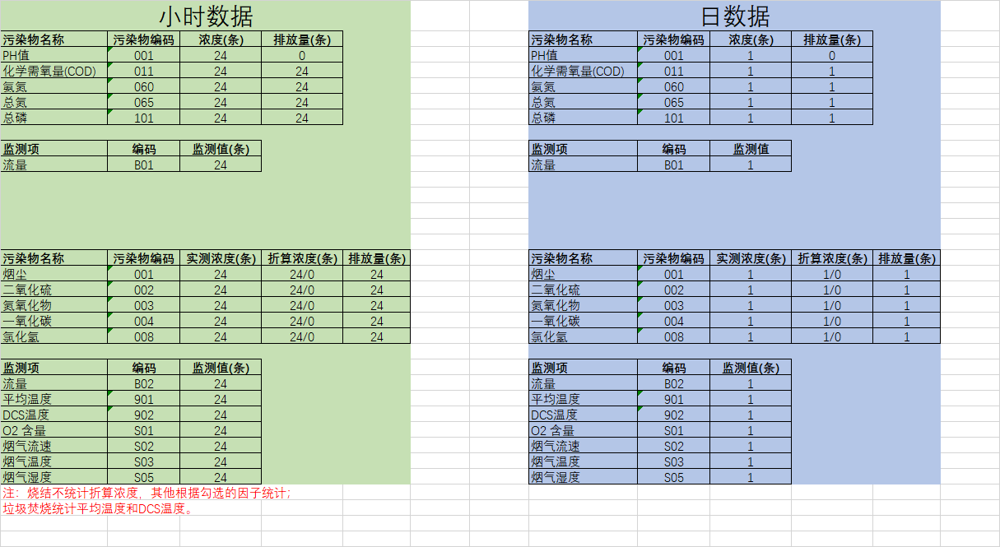 小时数据 日数据
污染物名称 污染物编码 浓度(条) 排放量(条) 污染物名称 污染物编码 浓度(条) 排放量(条)
PH值 001 24 0 PH值 001 1 0
化学需氧量(COD) 011 24 24 化学需氧量(COD) 011 1 1
氨氮 060 24 24 氨氮 060 1 1
总氮 065 24 24 总氮 065 1 1
总磷 101 24 24 总磷 101 1 1
监测项 编码 监测值(条) 监测项 编码 监测值
流量 B01 24 流量 B01 1
污染物名称 污染物编码 实测浓度(条) 折算浓度(条) 排放量(条) 污染物名称 污染物编码 实测浓度(条) 折算浓度(条) 排放量(条)
烟尘 001 24 24/0 24 烟尘 001 1 1/0 1
二氧化硫 002 24 24/0 24 二氧化硫 002 1 1/0 1
氮氧化物 003 24 24/0 24 氮氧化物 003 1 1/0 1
一氧化碳 004 24 24/0 24 一氧化碳 004 1 1/0 1
氯化氢 008 24 24/0 24 氯化氢 008 1 1/0 1
监测项 编码 监测值(条) 监测项 编码 监测值(条)
流量 B02 24 流量 B02 1
平均温度 901 24 平均温度 901 1
DCS温度 902 24 DCS温度 902 1
O2 含量 S01 24 O2 含量 S01 1
烟气流速 S02 24 烟气流速 S02 1
烟气温度 S03 24 烟气温度 S03 1
烟气湿度 S05 24 烟气湿度 S05 1
注：烧结不统计折算浓度，其他根据勾选的因子统计；
垃圾焚烧统计平均温度和DCS温度。